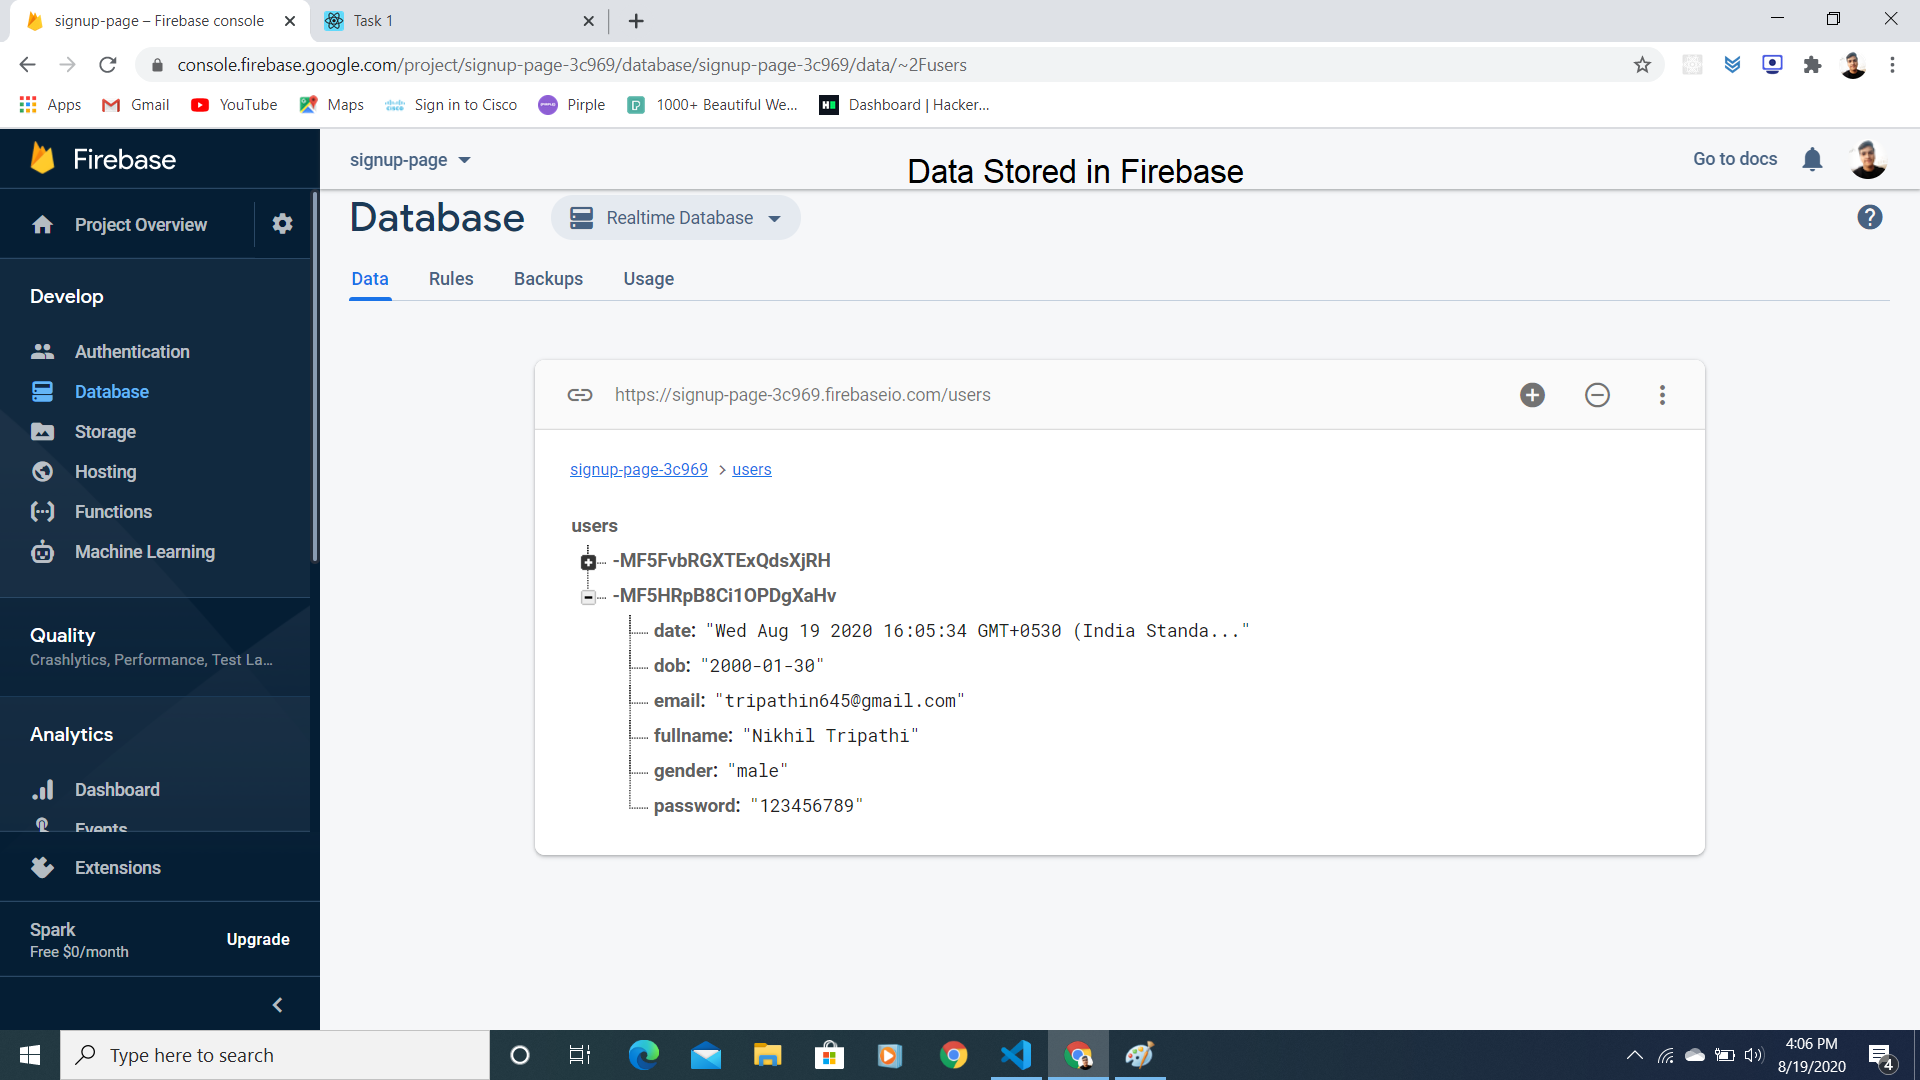 signup-page – Firebase console
Task 1
console.firebase.google.com/project/signup-page-3c969/database/signup-page-3c969/data/~2Fusers
Apps
Gmail
YouTube
Maps
Sign in to Cisco
Pirple
1000+ Beautiful We...
Dashboard | Hacker...
Firebase
signup-page
Data Stored in Firebase
Go to docs
Project Overview
Database
Realtime Database
Data
Rules
Backups
Usage
Develop
Authentication
Database
Storage
Hosting
Functions
Machine Learning
Quality
Crashlytics, Performance, Test La...
Analytics
Dashboard
Events
Extensions
Spark
Free $0/month
Upgrade
https://signup-page-3c969.firebaseio.com/users
signup-page-3c969 > users
users
-MF5FvbRGXTExQdsXjRH
-MF5HRpB8Ci1OPDgXaHv
date: "Wed Aug 19 2020 16:05:34 GMT+0530 (India Standa..."
dob: "2000-01-30"
email: "tripathin645@gmail.com"
fullname: "Nikhil Tripathi"
gender: "male"
password: "123456789"
Type here to search
4:06 PM
8/19/2020
4